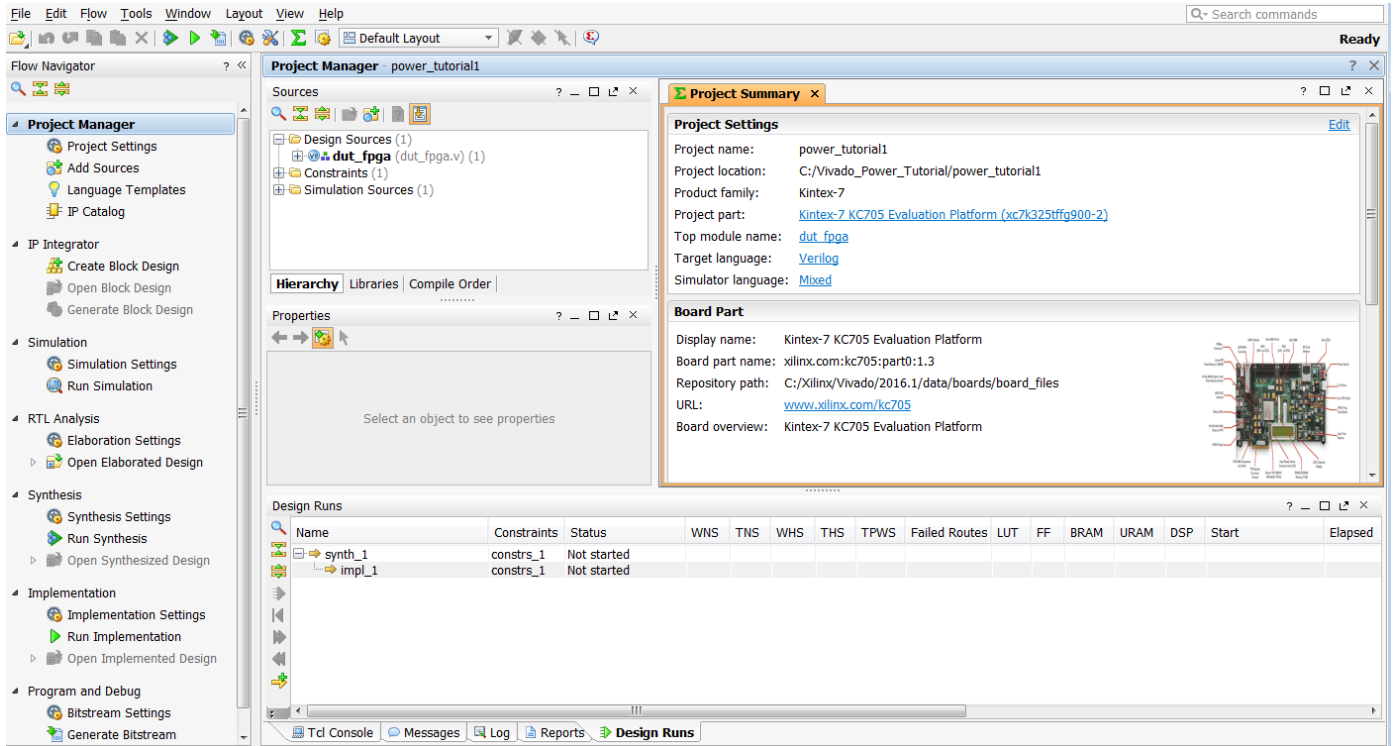 File Edit Flow Tools Window Layout View Help
Search commands
Default Layout
Ready
Flow Navigator
Project Manager
Project Settings
Add Sources
Language Templates
IP Catalog
IP Integrator
Create Block Design
Open Block Design
Generate Block Design
Simulation
Simulation Settings
Run Simulation
RTL Analysis
Elaboration Settings
Open Elaborated Design
Synthesis
Synthesis Settings
Run Synthesis
Open Synthesized Design
Implementation
Implementation Settings
Run Implementation
Open Implemented Design
Program and Debug
Bitstream Settings
Generate Bitstream
Project Manager - power_tutorial1
Sources
Design Sources (1)
dut_fpga (dut_fpga.v) (1)
Constraints (1)
Simulation Sources (1)
Hierarchy Libraries Compile Order
Properties
Select an object to see properties
Project Summary
Project Settings Edit
Project name: power_tutorial1
Project location: C:/Vivado_Power_Tutorial/power_tutorial1
Product family: Kintex-7
Project part: Kintex-7 KC705 Evaluation Platform (xc7k325tffg900-2)
Top module name: dut_fpga
Target language: Verilog
Simulator language: Mixed
Board Part
Display name: Kintex-7 KC705 Evaluation Platform
Board part name: xilinx.com:kc705:part0:1.3
Repository path: C:/Xilinx/Vivado/2016.1/data/boards/board_files
URL: www.xilinx.com/kc705
Board overview: Kintex-7 KC705 Evaluation Platform
Design Runs
Name Constraints Status WNS TNS WHS THS TPWS Failed Routes LUT FF BRAM URAM DSP Start Elapsed
synth_1 constrs_1 Not started
impl_1 constrs_1 Not started
Tcl Console Messages Log Reports Design Runs